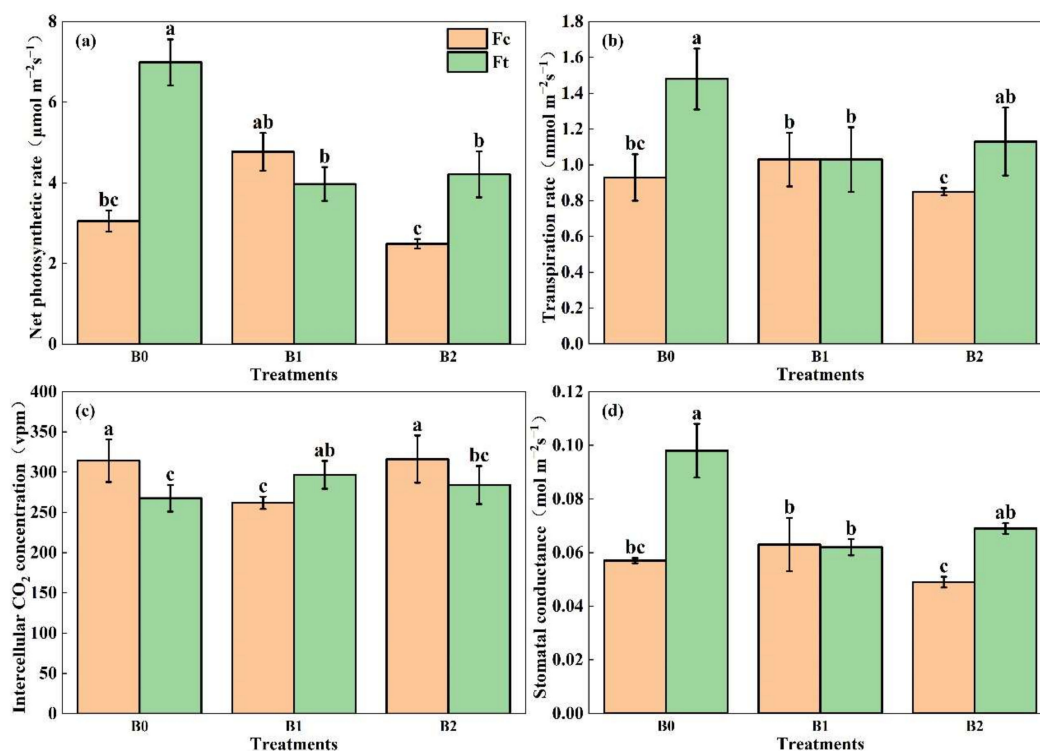 (a)
Fc
Ft
Net photosynthetic rate（μmol m⁻²s⁻¹）
8
6
4
2
0
bc
a
ab
b
c
b
B0
B1
B2
Treatments
(b)
Transpiration rate（mmol m⁻²s⁻¹）
1.8
1.6
1.4
1.2
1.0
0.8
0.6
0.4
0.2
0.0
bc
a
b
b
c
ab
B0
B1
B2
Treatments
(c)
Intercellular CO₂ concentration（vpm）
400
350
300
250
200
150
100
50
0
a
c
c
ab
a
bc
B0
B1
B2
Treatments
(d)
Stomatal conductance（mol m⁻²s⁻¹）
0.12
0.10
0.08
0.06
0.04
0.02
0.00
bc
a
b
b
c
ab
B0
B1
B2
Treatments